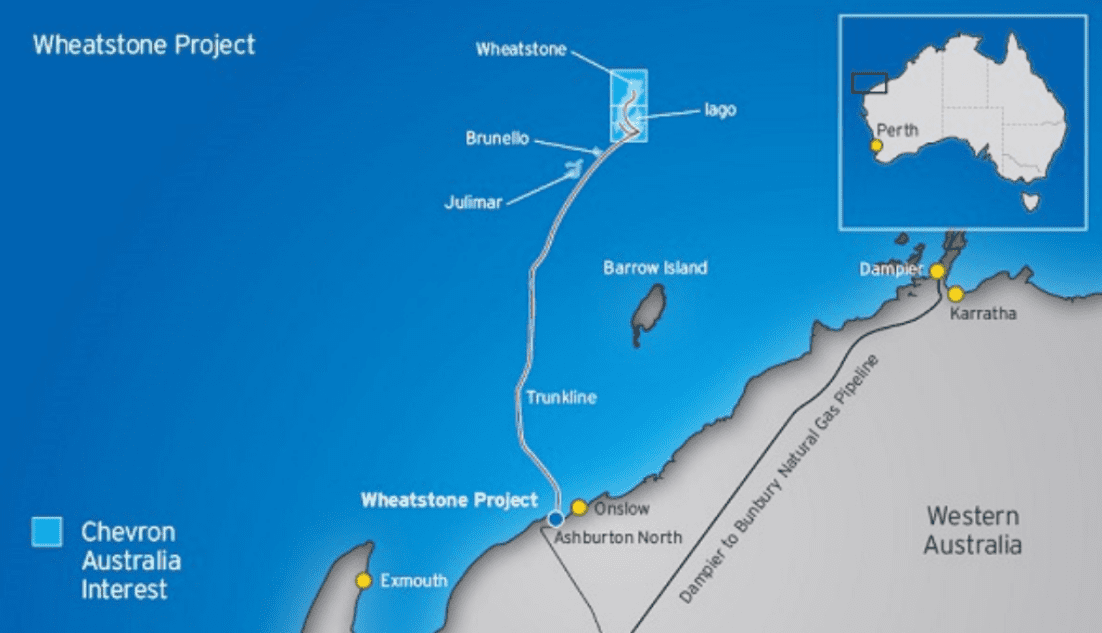 Wheatstone Project
Wheatstone
Iago
Brunello
Julimar
Perth
Barrow Island
Dampier
Karratha
Trunkline
Dampier to Bunbury Natural Gas Pipeline
Wheatstone Project
Onslow
Ashburton North
Western
Australia
Chevron
Australia
Interest
Exmouth